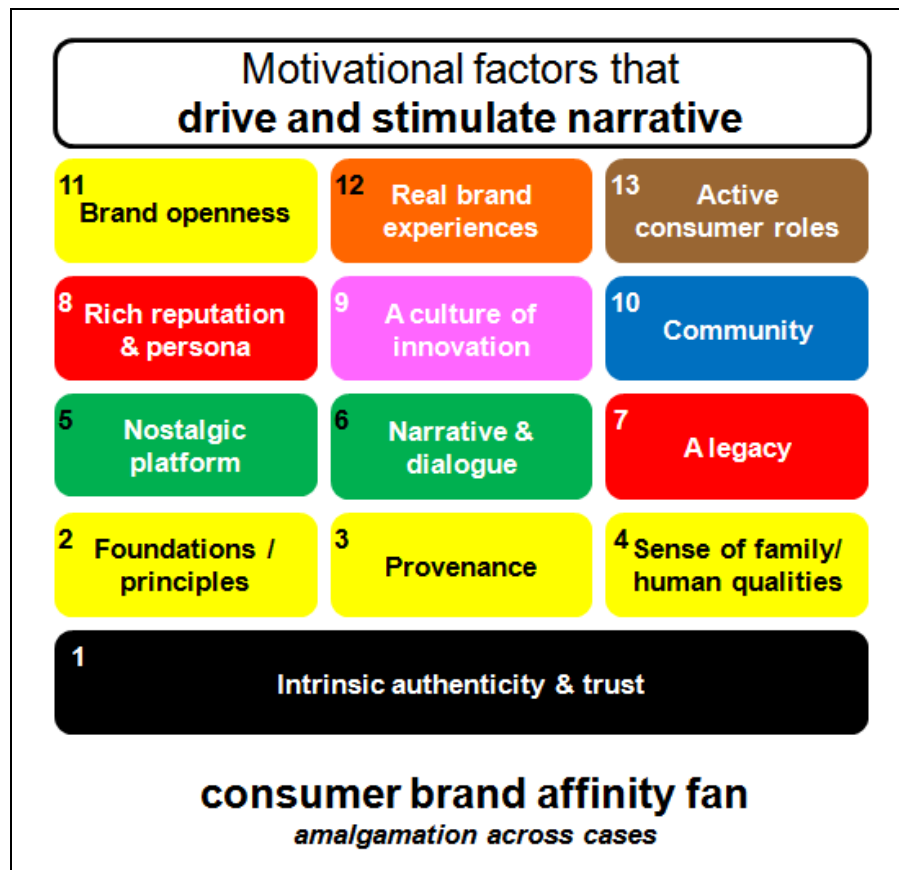 Motivational factors that
drive and stimulate narrative
11
Brand openness
12
Real brand
experiences
13
Active
consumer roles
8
Rich reputation
& persona
9
A culture of
innovation
10
Community
5
Nostalgic
platform
6
Narrative &
dialogue
7
A legacy
2
Foundations /
principles
3
Provenance
4
Sense of family/
human qualities
1
Intrinsic authenticity & trust
consumer brand affinity fan
amalgamation across cases